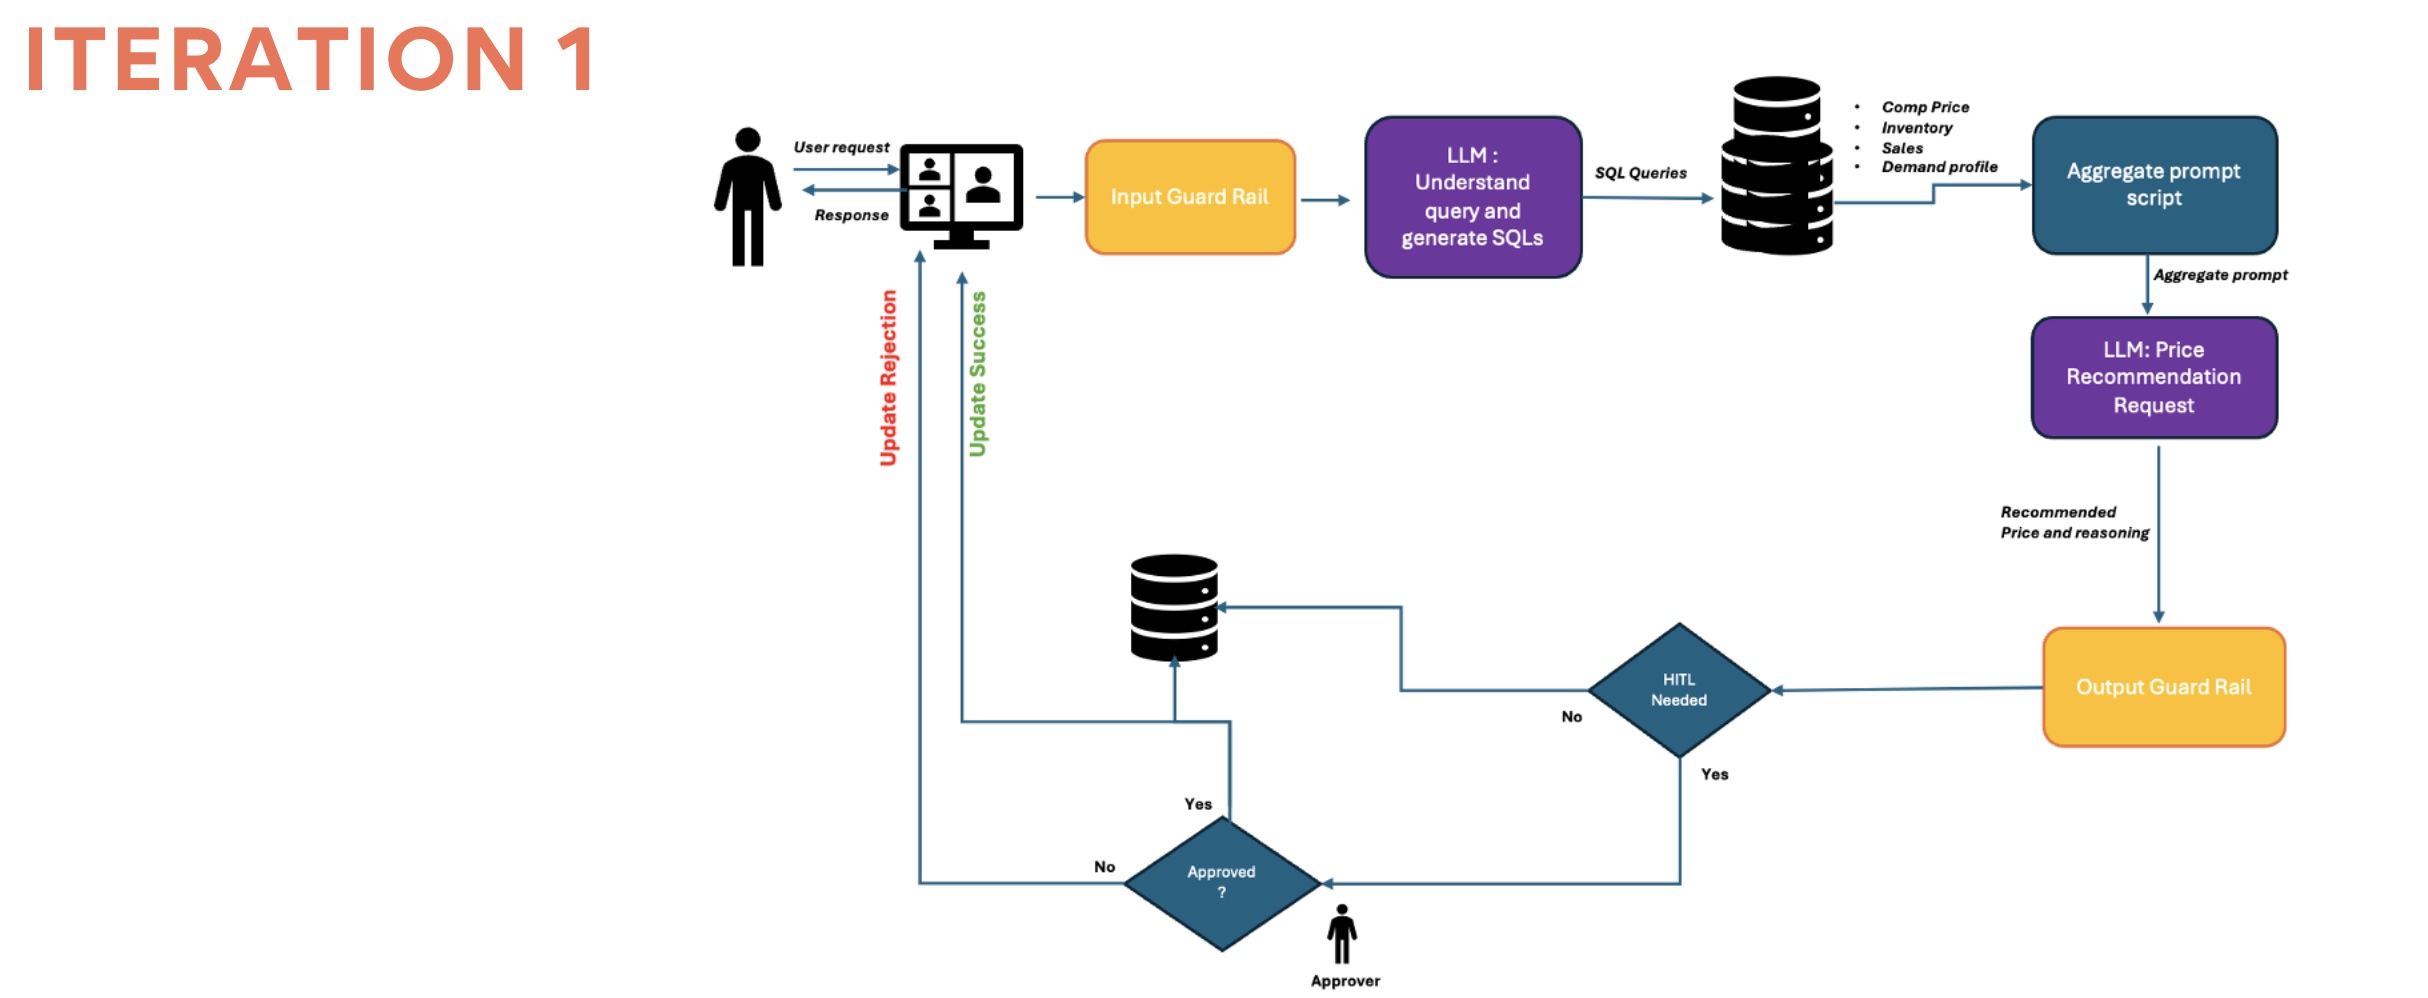 ITERATION 1
User request
Response
Input Guard Rail
LLM :
Understand
query and
generate SQLs
SQL Queries
• Comp Price
• Inventory
• Sales
• Demand profile
Aggregate prompt
script
Aggregate prompt
LLM: Price
Recommendation
Request
Recommended
Price and reasoning
Output Guard Rail
HITL
Needed
No
Yes
Approved
?
Yes
No
Approver
Update Rejection
Update Success